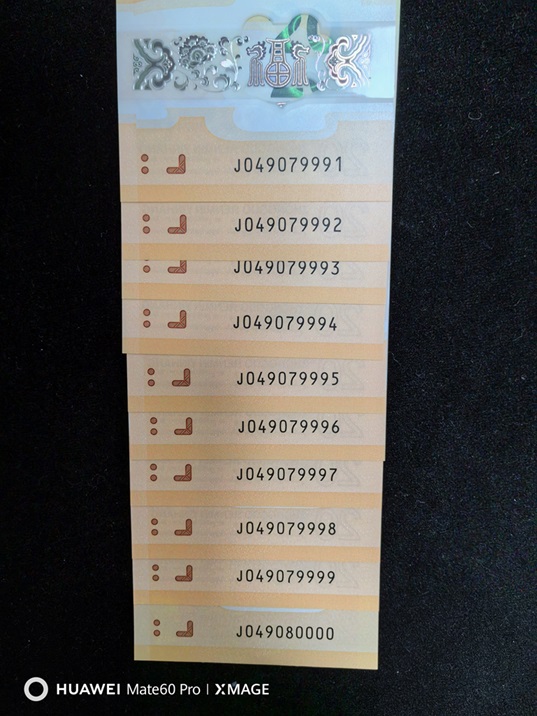 J049079991
J049079992
J049079993
J049079994
J049079995
J049079996
J049079997
J049079998
J049079999
J049080000
HUAWEI Mate60 Pro | XMAGE